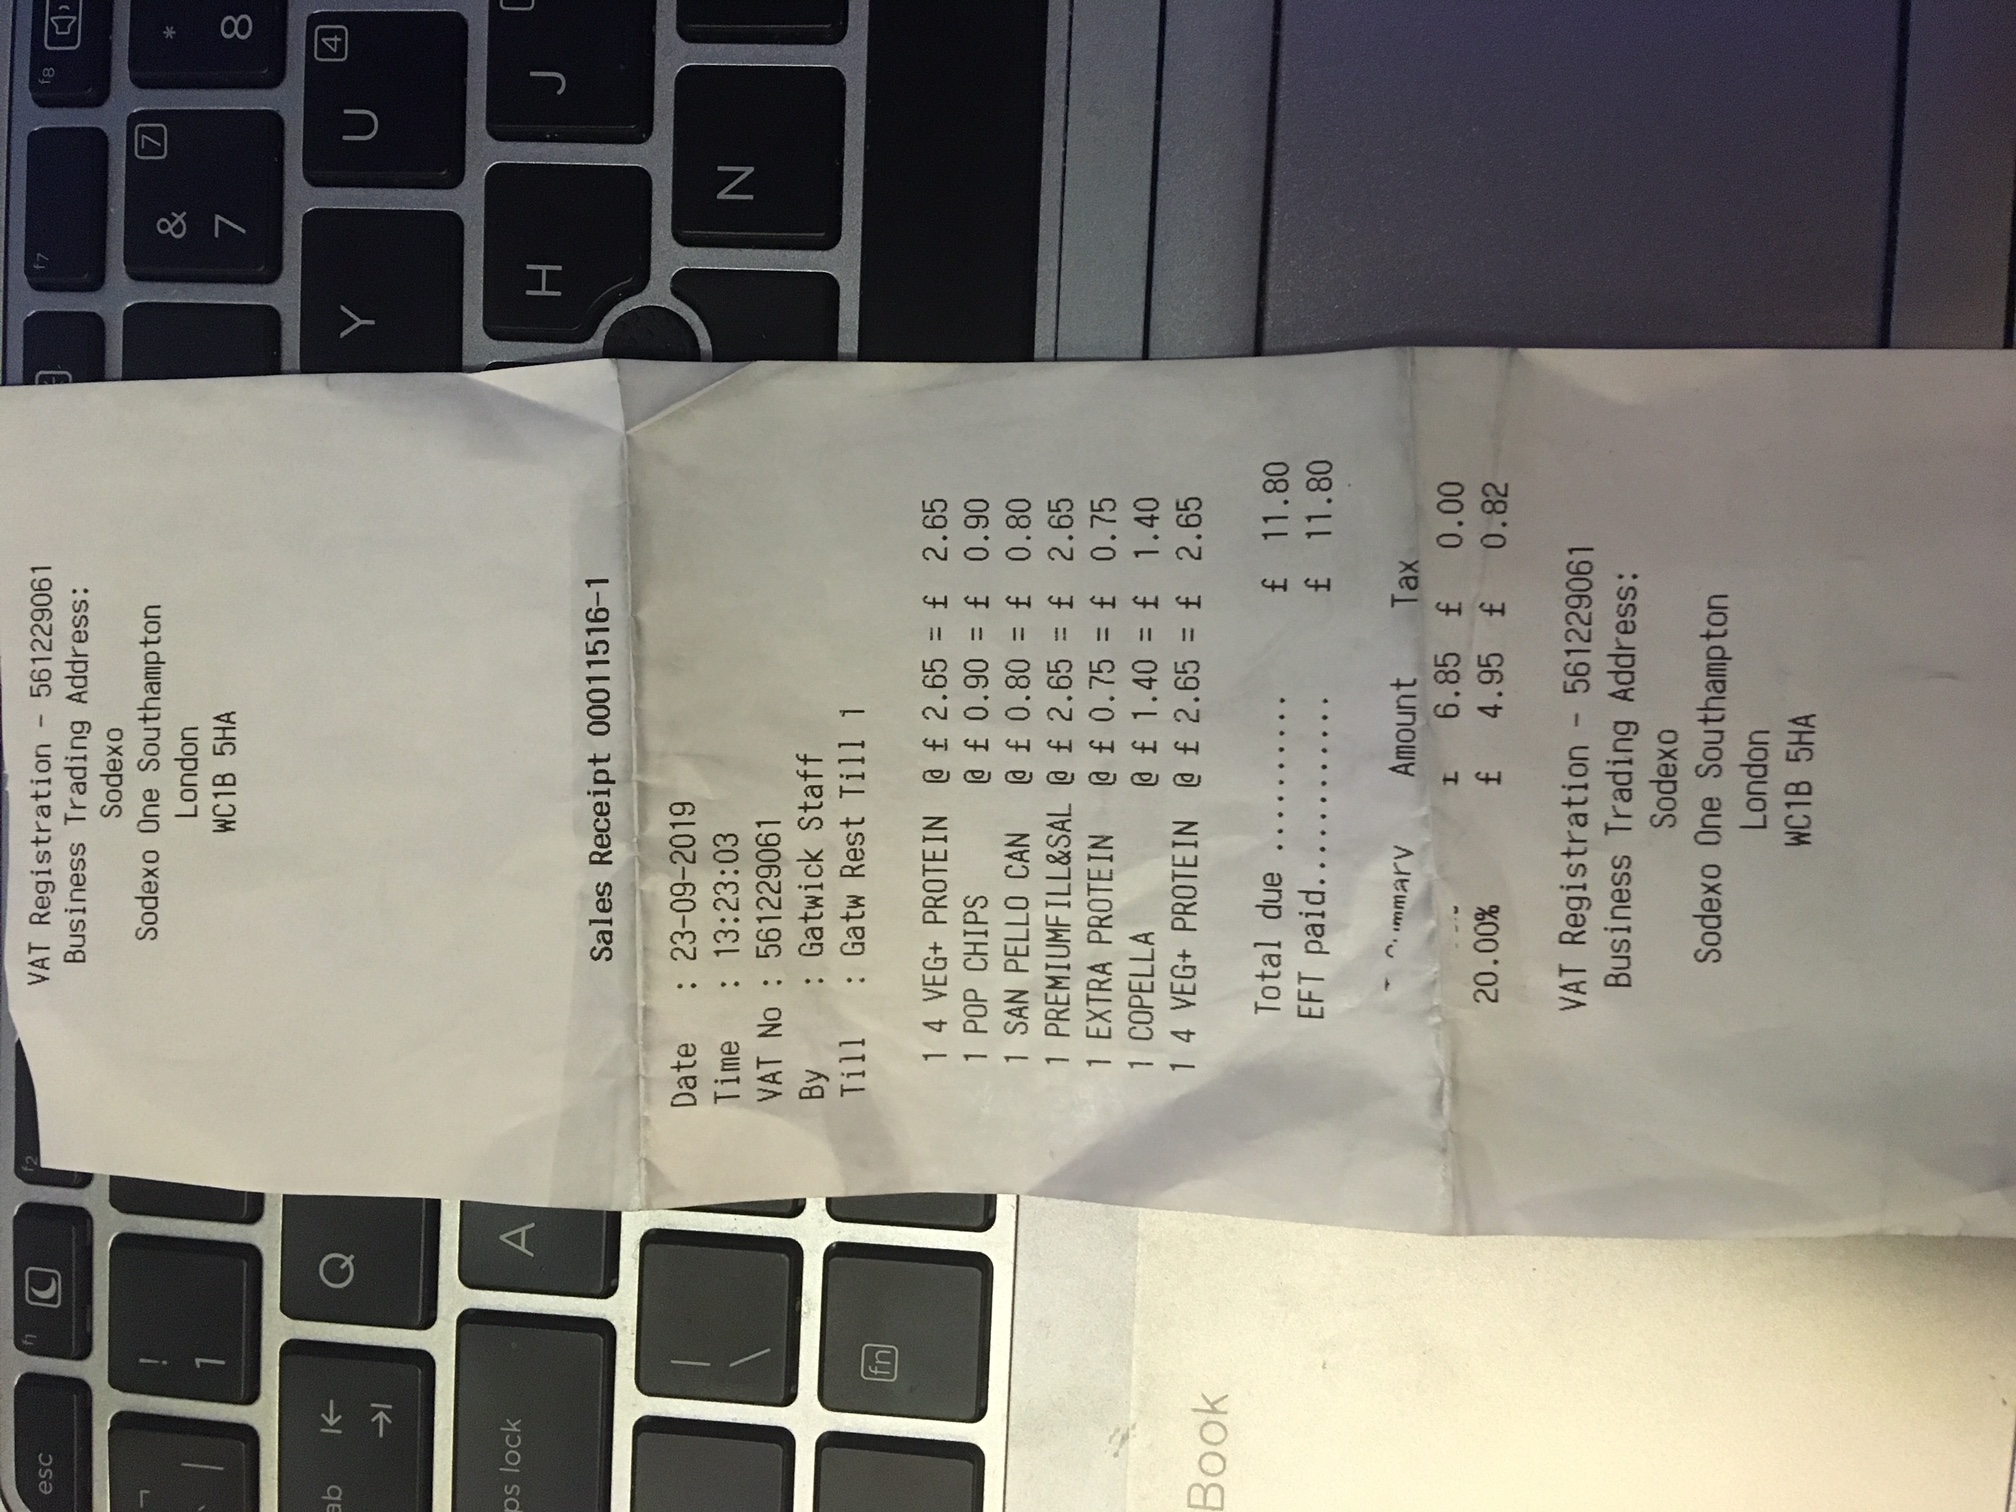 esc
f1
f2
f7
f8
!
1
&
7
7
*
8
Q
Y
U
4
ps lock
A
H
J
|
\
N
fn
Book
VAT Registration - 561229061
Business Trading Address:
Sodexo
Sodexo One Southampton
London
WC1B 5HA
Sales Receipt 00011516-1
Date : 23-09-2019
Time : 13:23:03
VAT No : 561229061
By : Gatwick Staff
Till : Gatw Rest Till 1
1 4 VEG+ PROTEIN @ £ 2.65 = £ 2.65
1 POP CHIPS @ £ 0.90 = £ 0.90
1 SAN PELLO CAN @ £ 0.80 = £ 0.80
1 PREMIUMFILL&SAL @ £ 2.65 = £ 2.65
1 EXTRA PROTEIN @ £ 0.75 = £ 0.75
1 COPELLA @ £ 1.40 = £ 1.40
1 4 VEG+ PROTEIN @ £ 2.65 = £ 2.65
Total due .......... £ 11.80
EFT paid............ £ 11.80
Summary Amount Tax
£ 6.85 £ 0.00
20.00% £ 4.95 £ 0.82
VAT Registration - 561229061
Business Trading Address:
Sodexo
Sodexo One Southampton
London
WC1B 5HA